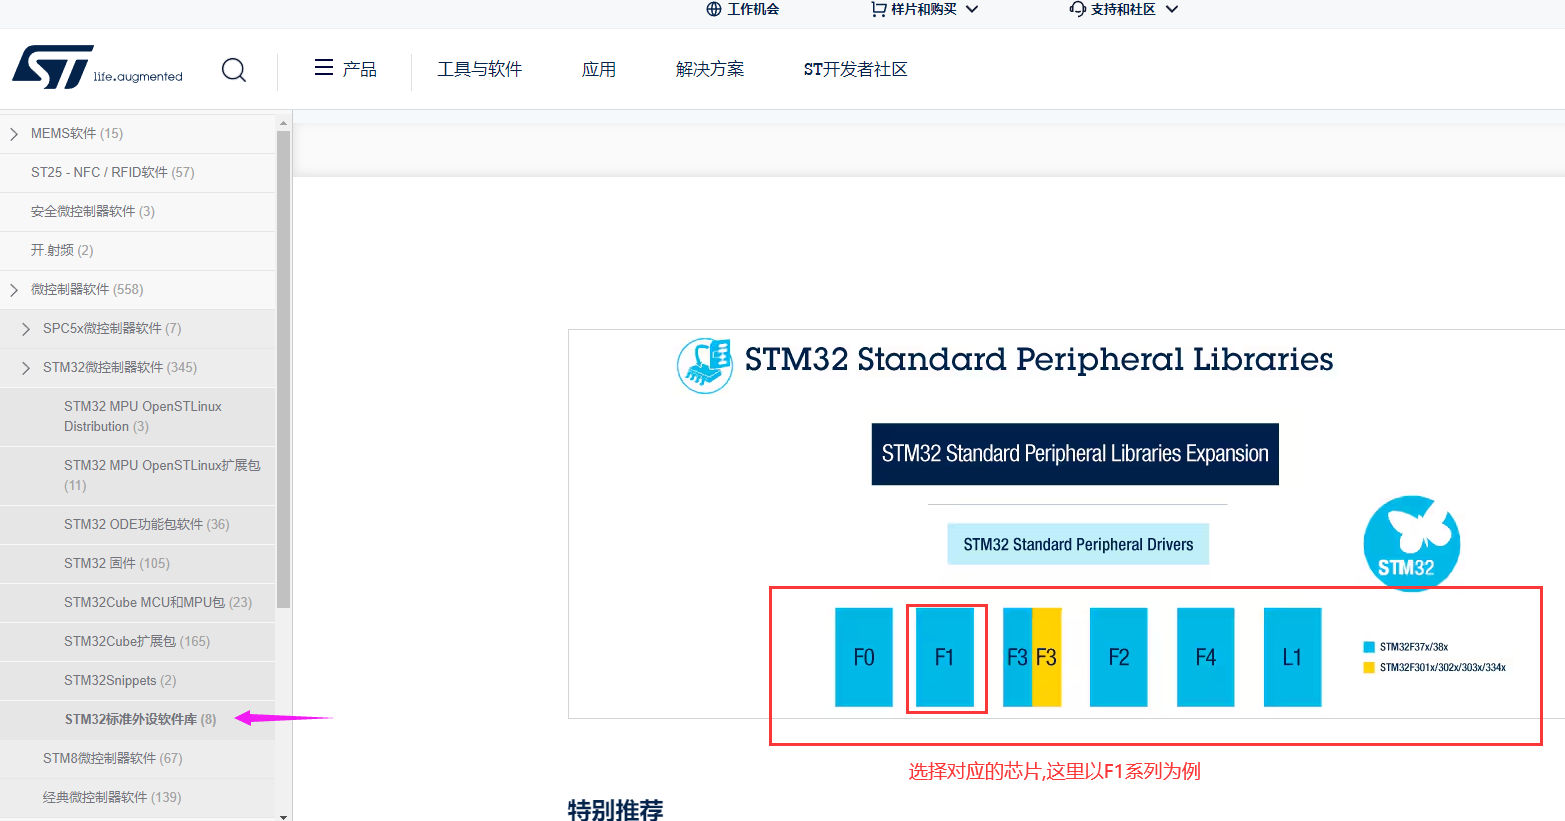 工作机会
样片和购买
支持和社区
ST life.augmented
产品
工具与软件
应用
解决方案
ST开发者社区
MEMS软件 (15)
ST25 - NFC / RFID软件 (57)
安全微控制器软件 (3)
开.射频 (2)
微控制器软件 (558)
SPC5x微控制器软件 (7)
STM32微控制器软件 (345)
STM32 MPU OpenSTLinux
Distribution (3)
STM32 MPU OpenSTLinux扩展包
(11)
STM32 ODE功能包软件 (36)
STM32 固件 (105)
STM32Cube MCU和MPU包 (23)
STM32Cube扩展包 (165)
STM32Snippets (2)
STM32标准外设软件库 (8)
STM8微控制器软件 (67)
经典微控制器软件 (139)
STM32 Standard Peripheral Libraries
STM32 Standard Peripheral Libraries Expansion
STM32 Standard Peripheral Drivers
STM32
F0
F1
F3
F3
F2
F4
L1
STM32F37x/38x
STM32F301x/302x/303x/334x
选择对应的芯片,这里以F1系列为例
特别推荐